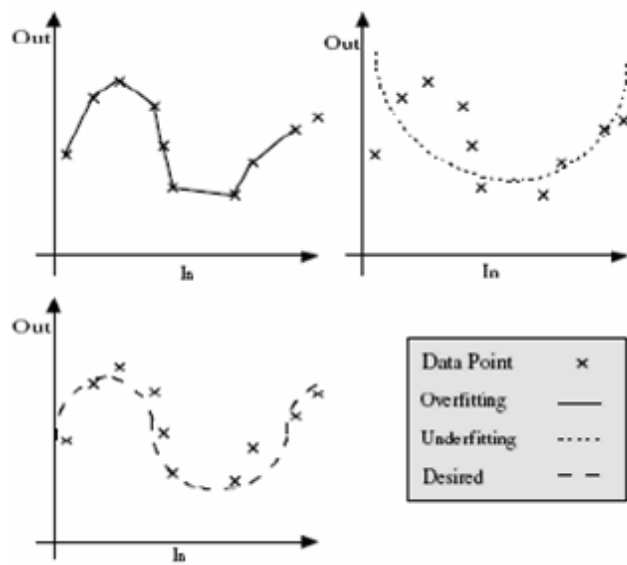 Out
In
Out
In
Out
In
Data Point
Overfitting
Underfitting
Desired